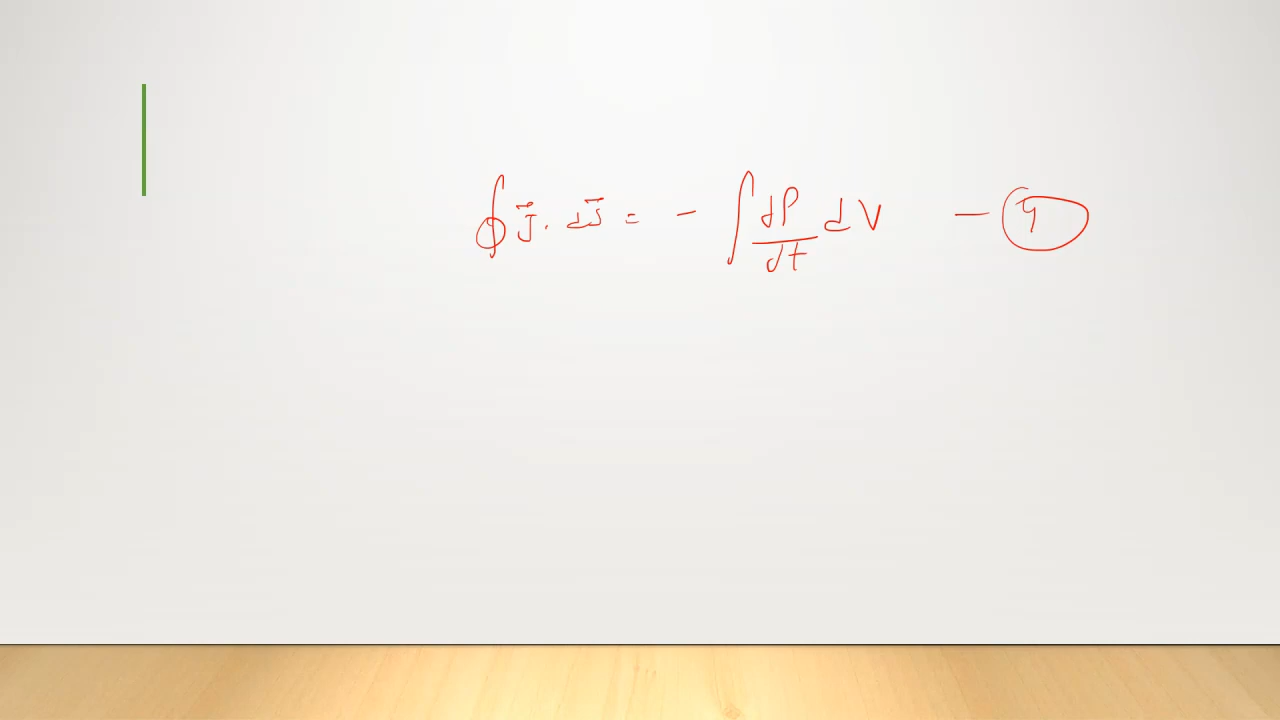 ∮ J⃗ . ds⃗ = - ∫ dρ/dt dV — 4